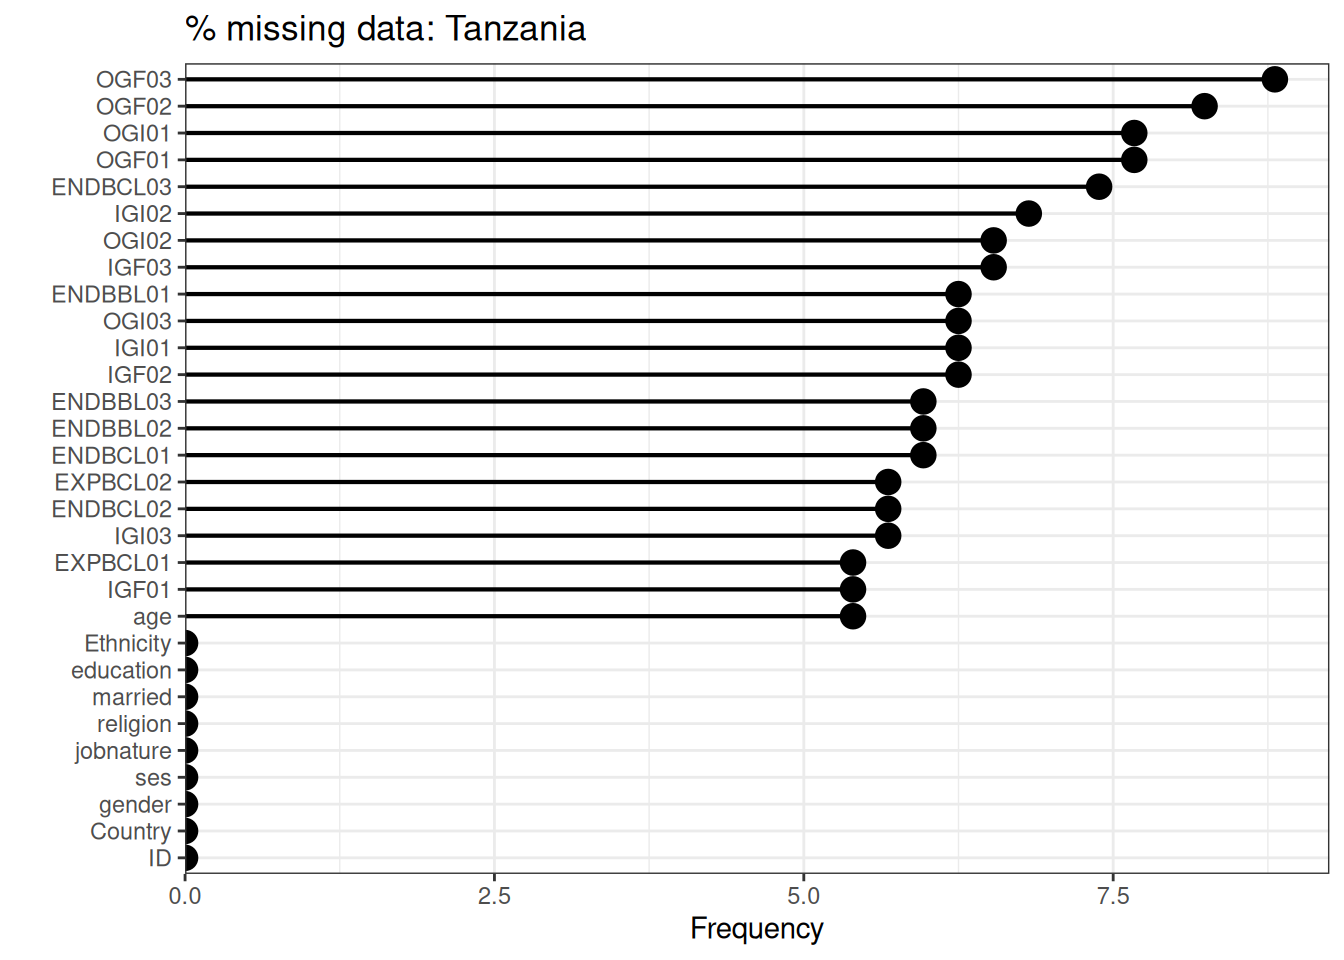 % missing data: Tanzania
OGF03
OGF02
OGI01
OGF01
ENDBCL03
IGI02
OGI02
IGF03
ENDBBL01
OGI03
IGI01
IGF02
ENDBBL03
ENDBBL02
ENDBCL01
EXPBCL02
ENDBCL02
IGI03
EXPBCL01
IGF01
age
Ethnicity
education
married
religion
jobnature
ses
gender
Country
ID
0.0 2.5 5.0 7.5
Frequency